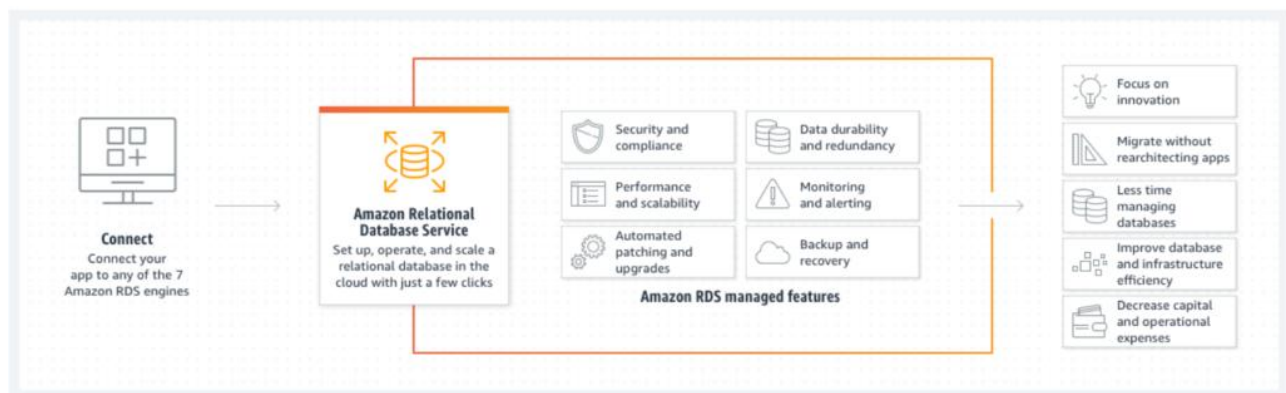 Connect
Connect your
app to any of the 7
Amazon RDS engines
Amazon Relational
Database Service
Set up, operate, and scale a
relational database in the
cloud with just a few clicks
Security and
compliance
Data durability
and redundancy
Performance
and scalability
Monitoring
and alerting
Automated
patching and
upgrades
Backup and
recovery
Amazon RDS managed features
Focus on
innovation
Migrate without
rearchitecting apps
Less time
managing
databases
Improve database
and infrastructure
efficiency
Decrease capital
and operational
expenses